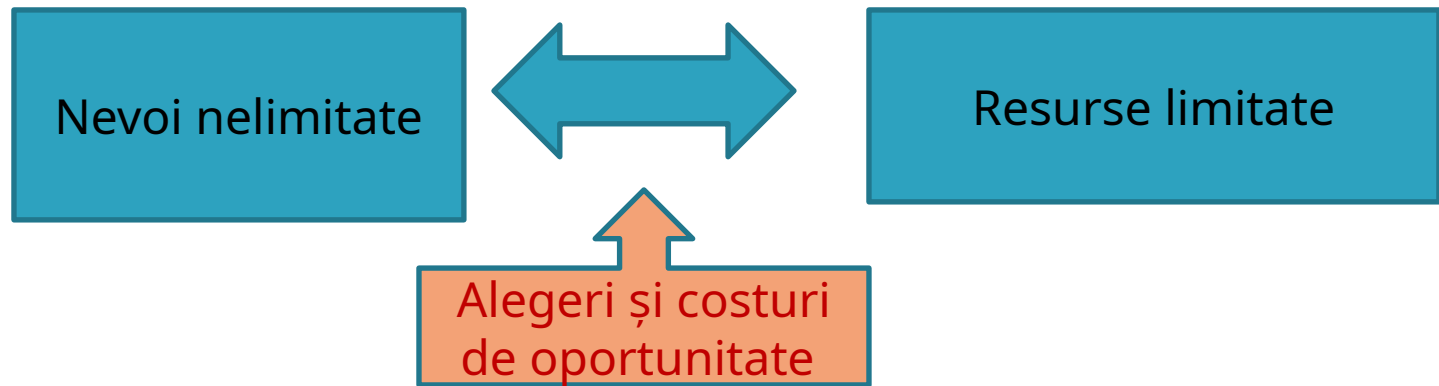 Nevoi nelimitate
Resurse limitate
Alegeri și costuri
de oportunitate